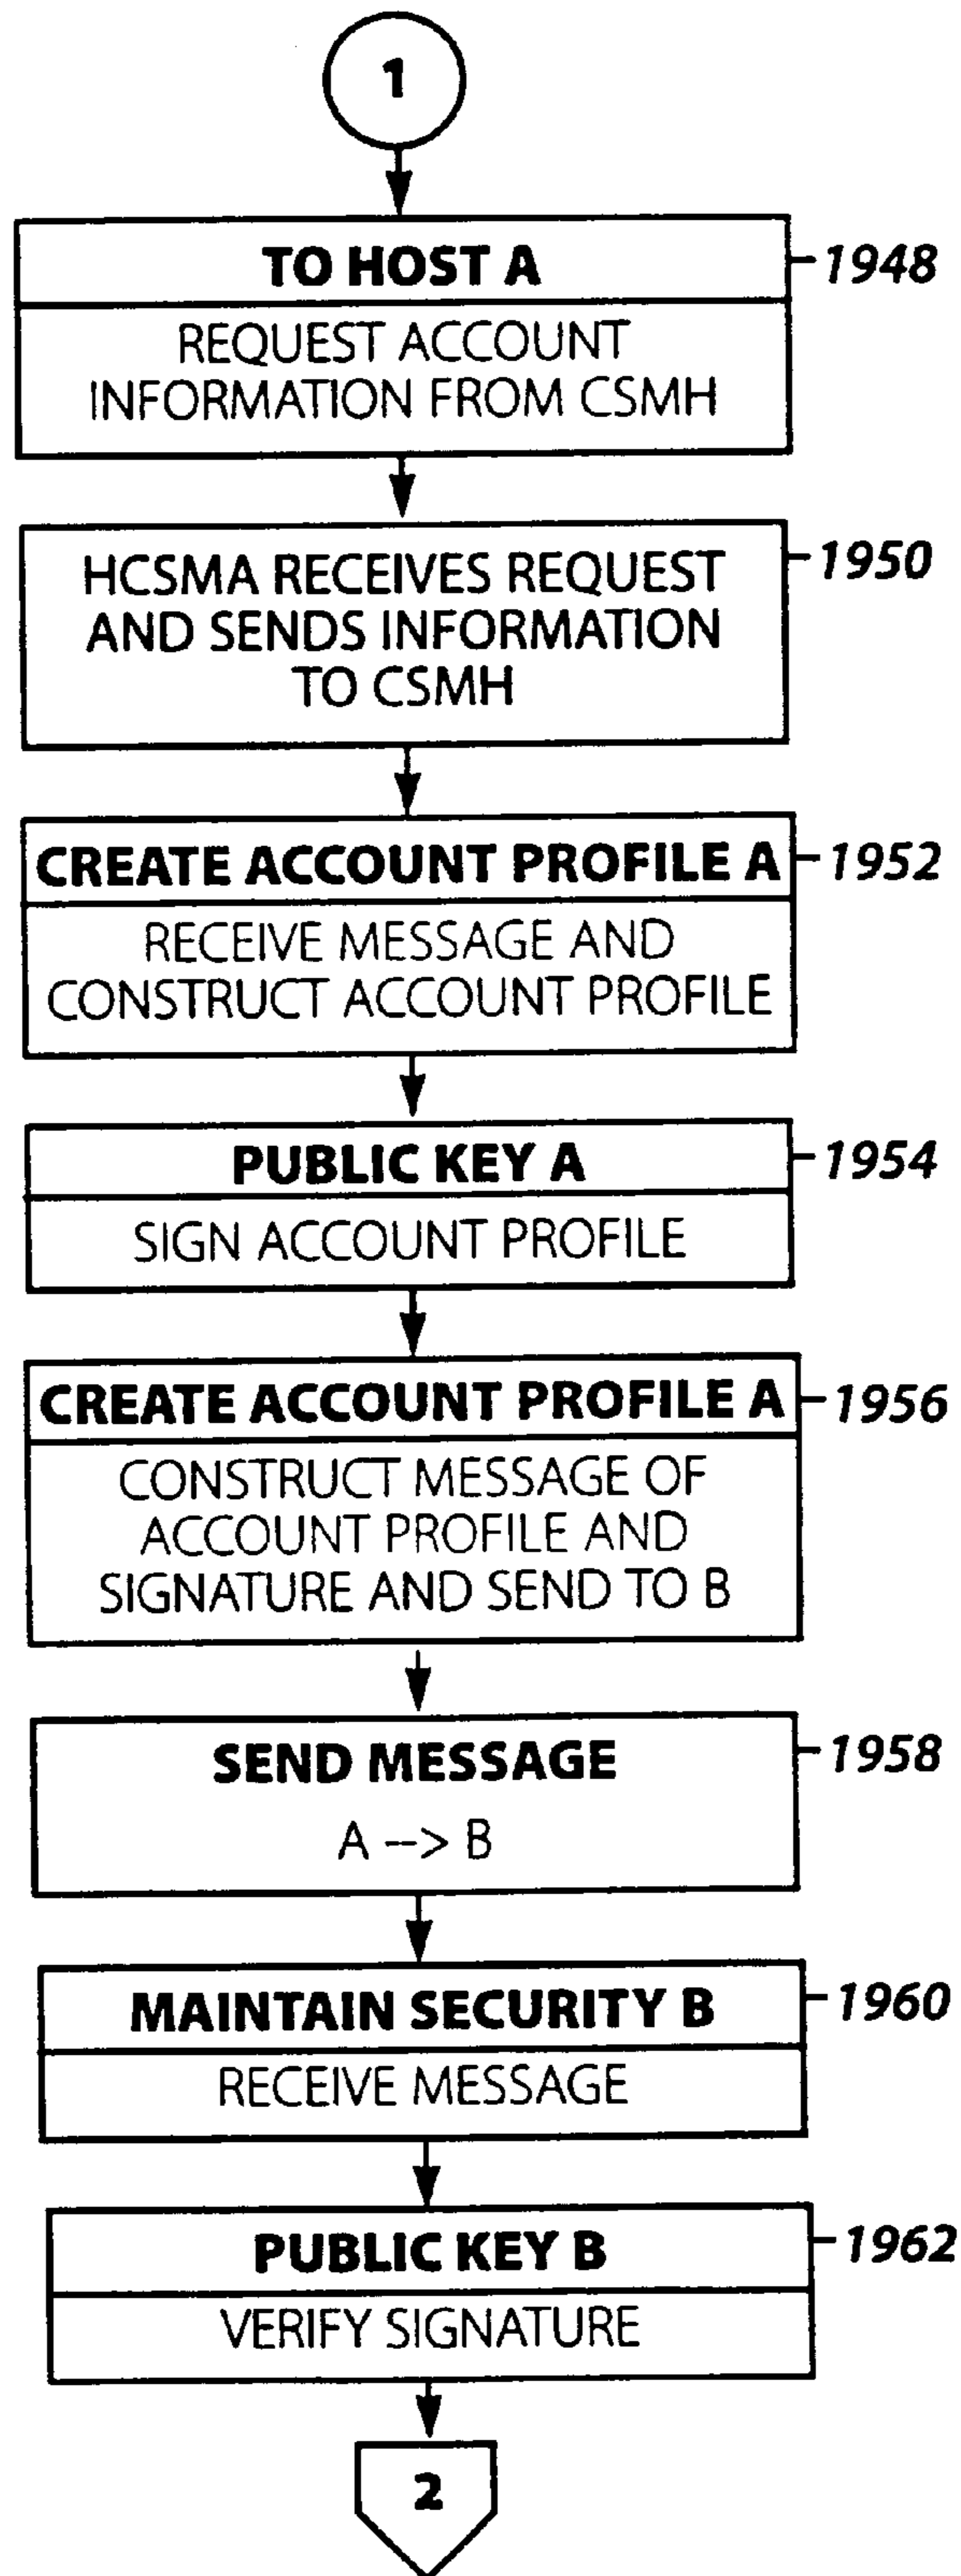 1
TO HOST A
1948
REQUEST ACCOUNT
INFORMATION FROM CSMH
HCSMA RECEIVES REQUEST
1950
AND SENDS INFORMATION
TO CSMH
CREATE ACCOUNT PROFILE A
1952
RECEIVE MESSAGE AND
CONSTRUCT ACCOUNT PROFILE
PUBLIC KEY A
1954
SIGN ACCOUNT PROFILE
CREATE ACCOUNT PROFILE A
1956
CONSTRUCT MESSAGE OF
ACCOUNT PROFILE AND
SIGNATURE AND SEND TO B
SEND MESSAGE
1958
A --> B
MAINTAIN SECURITY B
1960
RECEIVE MESSAGE
PUBLIC KEY B
1962
VERIFY SIGNATURE
2